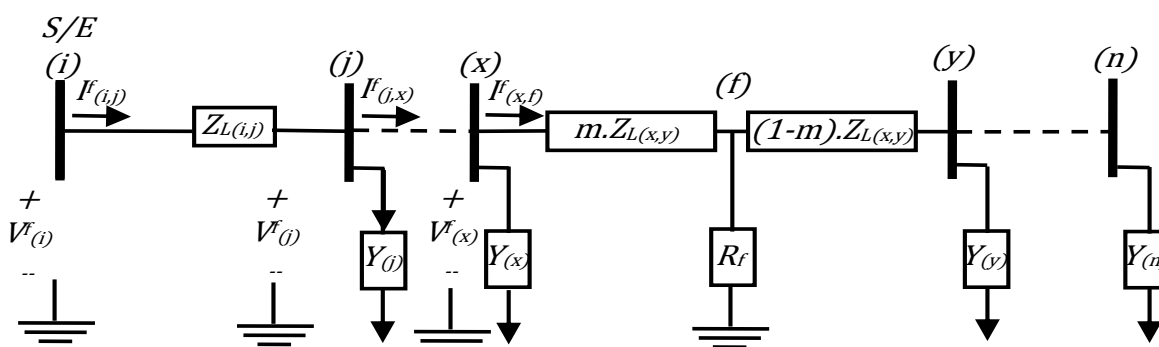 S/E
(i) (j) (x) (f) (y) (n)
I^f(i,j) I^f(j,x) I^f(x,f)
Z_L(i,j) m.Z_L(x,y) (1-m).Z_L(x,y)
+ + +
V^f(i) V^f(j) V^f(x)
Y(j) Y(x) R_f Y(y) Y(n
-- -- --